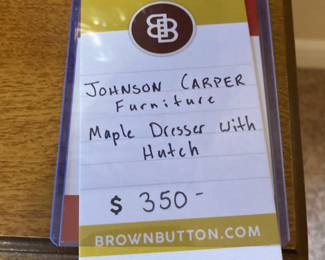 BB
JOHNSON CARPER
Furniture
Maple Dresser with
Hutch
$ 350-
BROWNBUTTON.COM